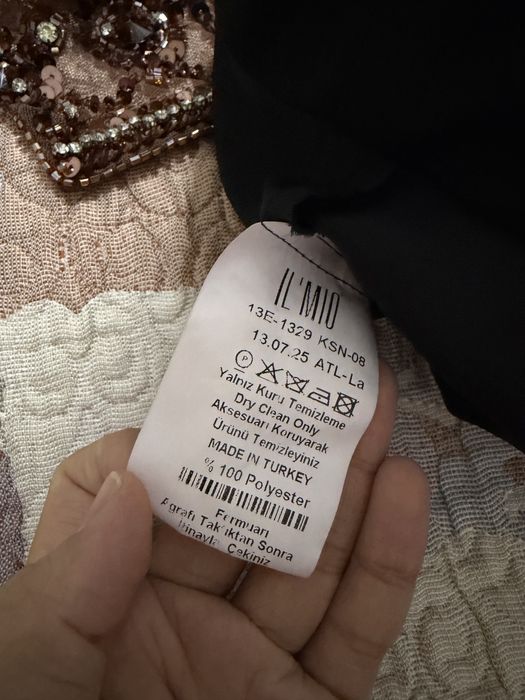 IL'MIO
13E-1329 KSN-08
13.07.25 ATL-La
P
Yalnız Kuru Temizleme
Dry Clean Only
Aksesuarı Koruyarak
Ürünü Temizleyiniz
MADE IN TURKEY
% 100 Polyester
Fermuarı
Agrafı Taktıktan Sonra
İtinayla Çekiniz